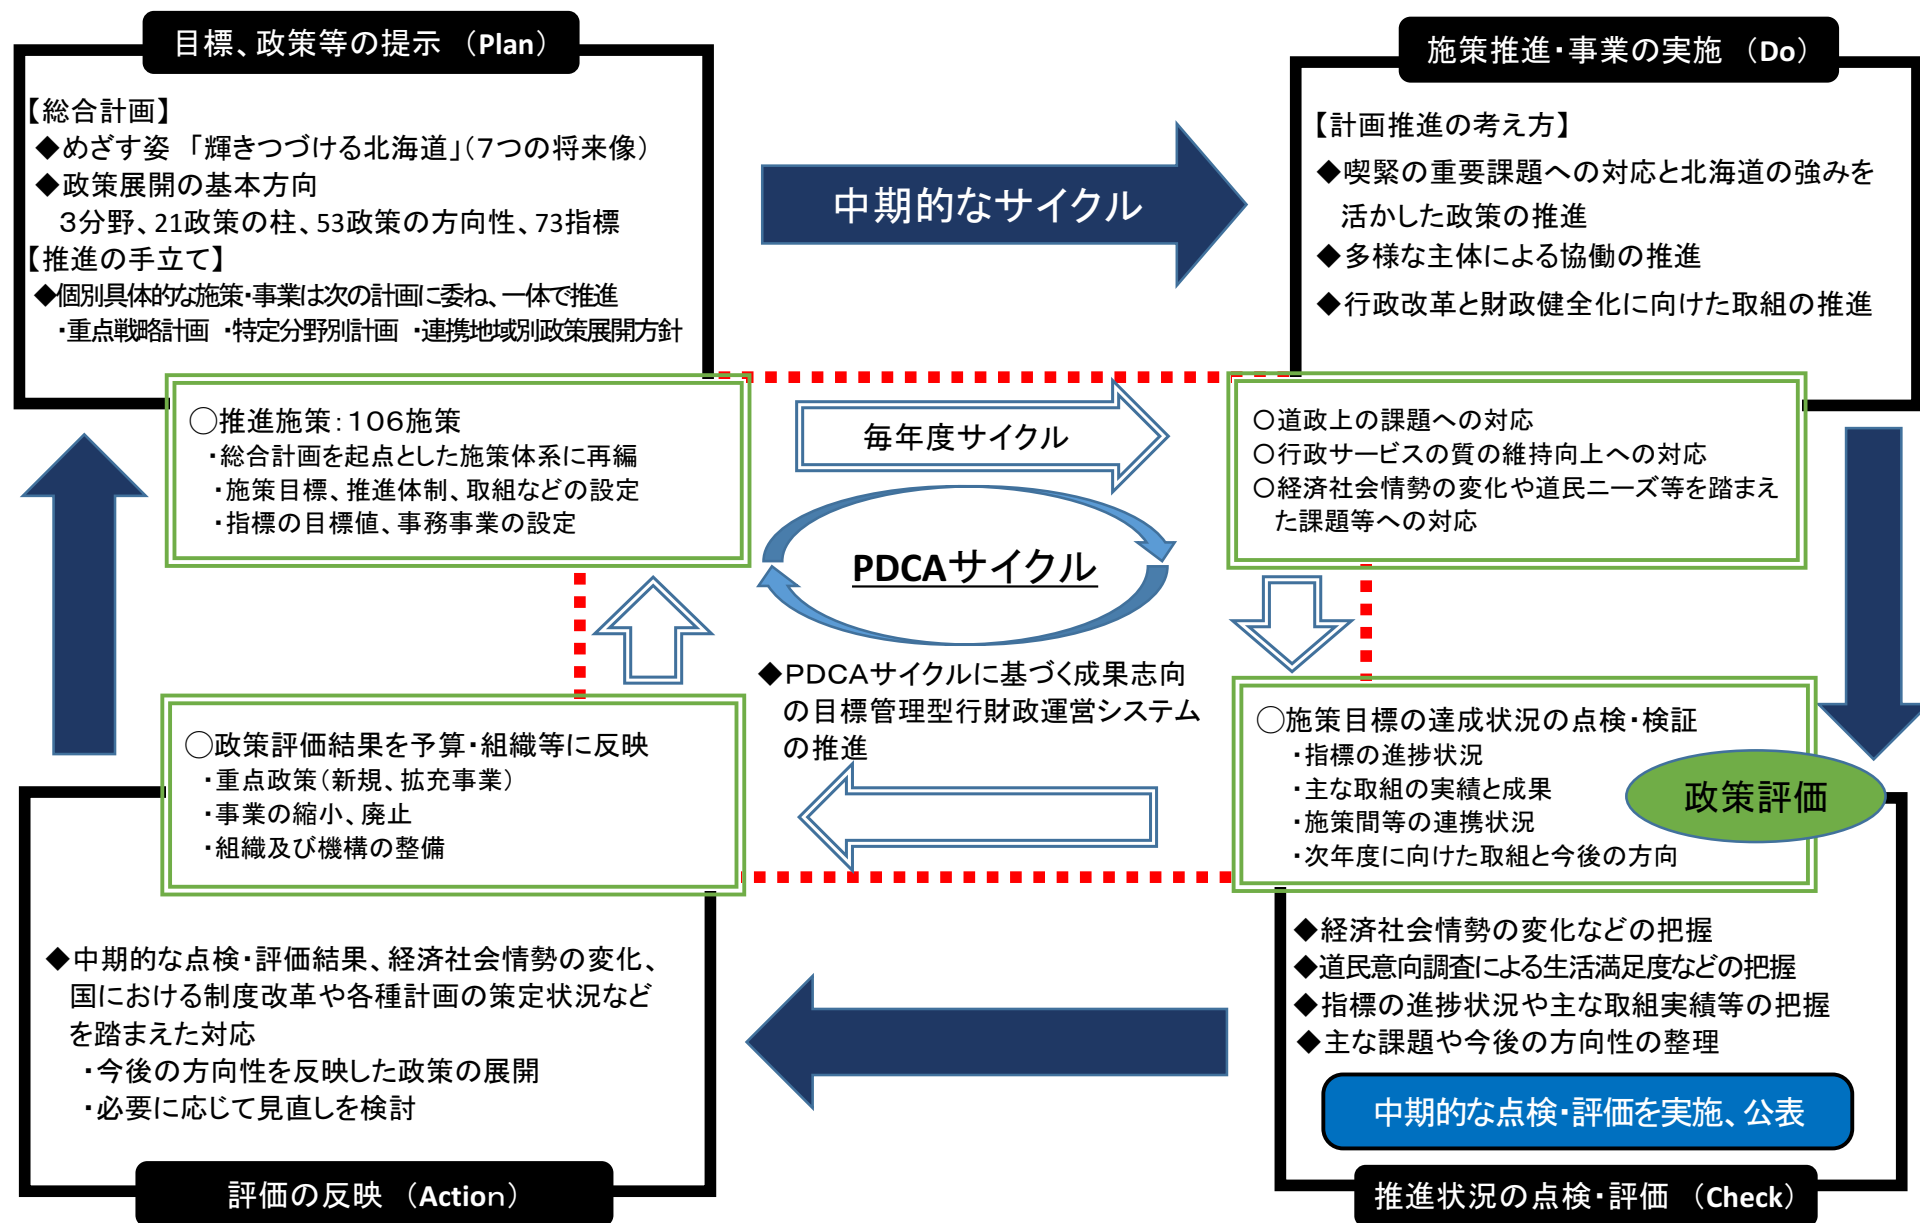 目標、政策等の提示 （Plan）
【総合計画】
◆めざす姿 「輝きつづける北海道」（７つの将来像）
◆政策展開の基本方向
３分野、21政策の柱、53政策の方向性、73指標
【推進の手立て】
◆個別具体的な施策・事業は次の計画に委ね、一体で推進
・重点戦略計画 ・特定分野別計画 ・連携地域別政策展開方針
◯推進施策：１０６施策
・総合計画を起点とした施策体系に再編
・施策目標、推進体制、取組などの設定
・指標の目標値、事務事業の設定
中期的なサイクル
毎年度サイクル
PDCAサイクル
◆ＰＤＣＡサイクルに基づく成果志向
の目標管理型行財政運営システム
の推進
施策推進・事業の実施 （Do）
【計画推進の考え方】
◆喫緊の重要課題への対応と北海道の強みを
活かした政策の推進
◆多様な主体による協働の推進
◆行政改革と財政健全化に向けた取組の推進
○道政上の課題への対応
○行政サービスの質の維持向上への対応
○経済社会情勢の変化や道民ニーズ等を踏まえ
た課題等への対応
◯施策目標の達成状況の点検・検証
・指標の進捗状況
・主な取組の実績と成果
・施策間等の連携状況
・次年度に向けた取組と今後の方向
政策評価
◆経済社会情勢の変化などの把握
◆道民意向調査による生活満足度などの把握
◆指標の進捗状況や主な取組実績等の把握
◆主な課題や今後の方向性の整理
中期的な点検・評価を実施、公表
推進状況の点検・評価 （Check）
◯政策評価結果を予算・組織等に反映
・重点政策（新規、拡充事業）
・事業の縮小、廃止
・組織及び機構の整備
◆中期的な点検・評価結果、経済社会情勢の変化、
国における制度改革や各種計画の策定状況など
を踏まえた対応
・今後の方向性を反映した政策の展開
・必要に応じて見直しを検討
評価の反映 （Actioｎ）